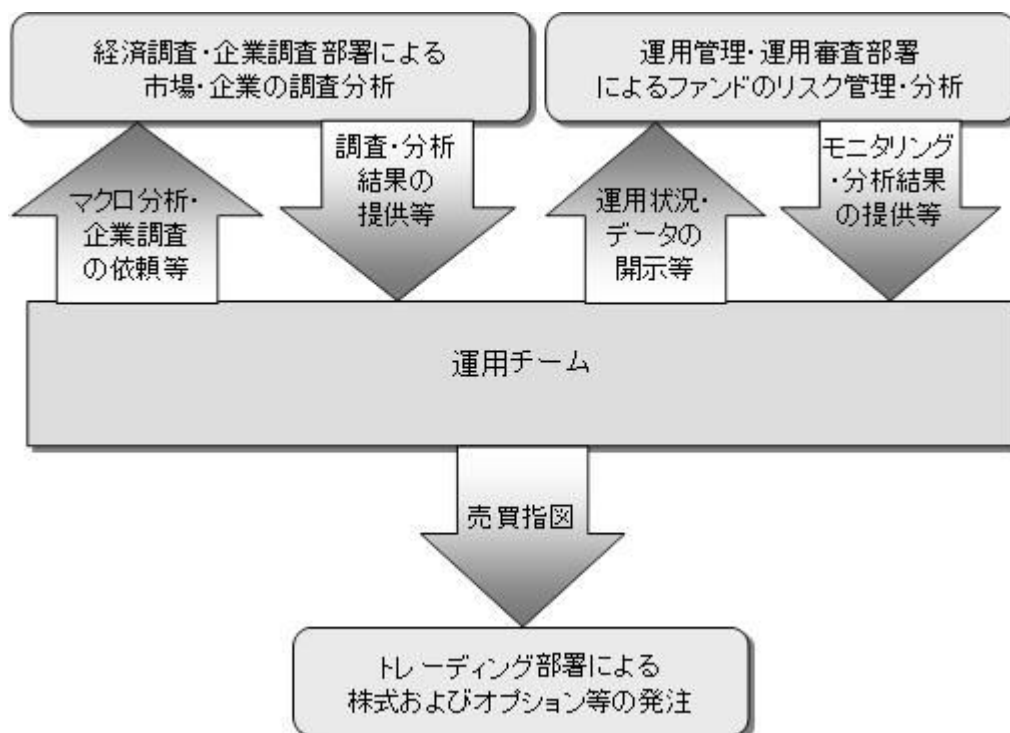 経済調査・企業調査部署による
市場・企業の調査分析
運用管理・運用審査部署
によるファンドのリスク管理・分析
マクロ分析・
企業調査
の依頼等
調査・分析
結果の
提供等
運用状況・
データの
開示等
モニタリング
・分析結果
の提供等
運用チーム
売買指図
トレーディング部署による
株式およびオプション等の発注